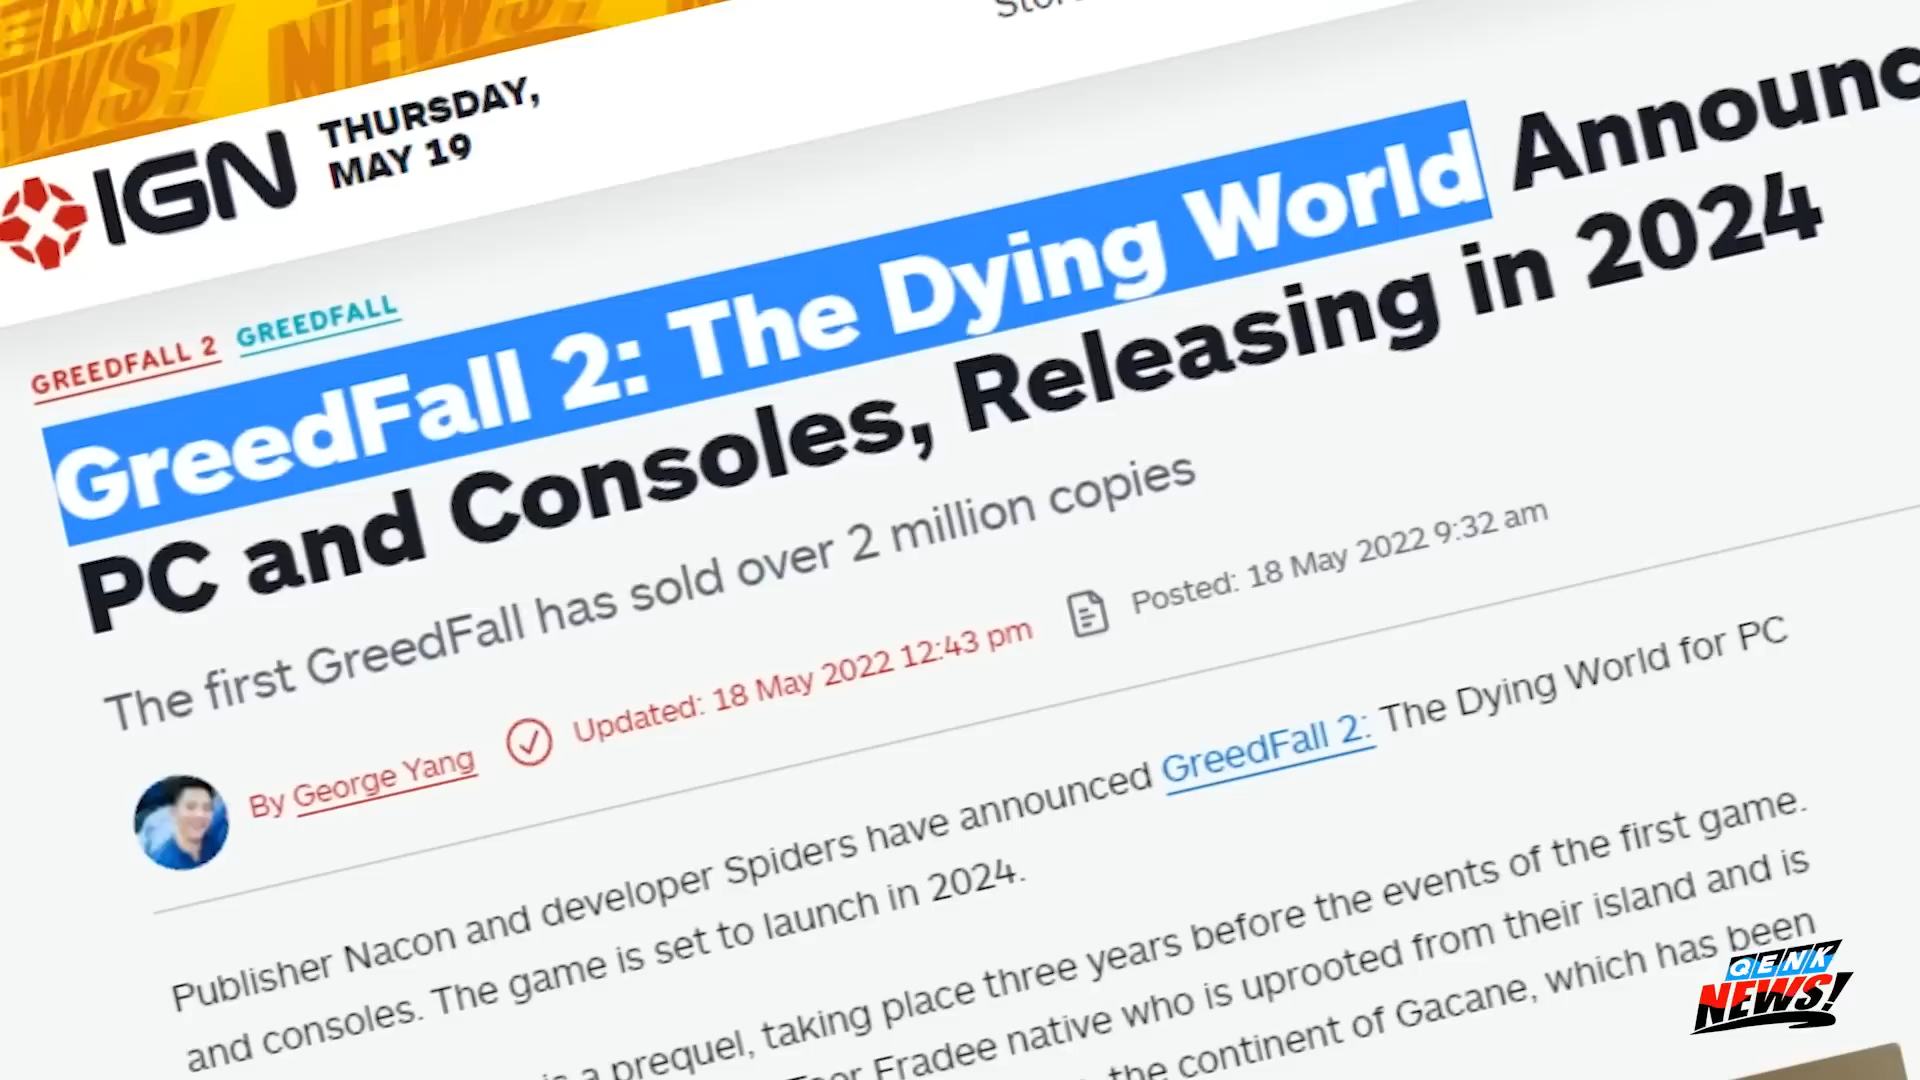 IGN
THURSDAY,
MAY 19
GREEDFALL 2 GREEDFALL
GreedFall 2: The Dying World
PC and Consoles, Releasing in 2024
The first GreedFall has sold over 2 million copies
By George Yang Updated: 18 May 2022 12:43 pm Posted: 18 May 2022 9:32 am
Publisher Nacon and developer Spiders have announced GreedFall 2: The Dying World for PC
and consoles. The game is set to launch in 2024.
a prequel, taking place three years before the events of the first game.
Fradee native who is uprooted from their island and is
the continent of Gacane, which has been
QENK
NEWS!